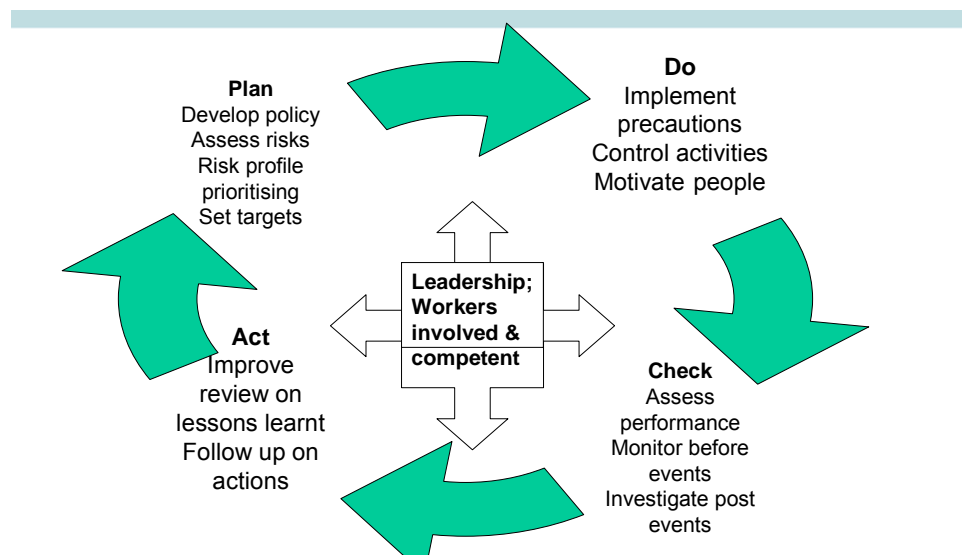 Plan
Develop policy
Assess risks
Risk profile
prioritising
Set targets
Do
Implement
precautions
Control activities
Motivate people
Leadership;
Workers
involved &
competent
Act
Improve
review on
lessons learnt
Follow up on
actions
Check
Assess
performance
Monitor before
events
Investigate post
events